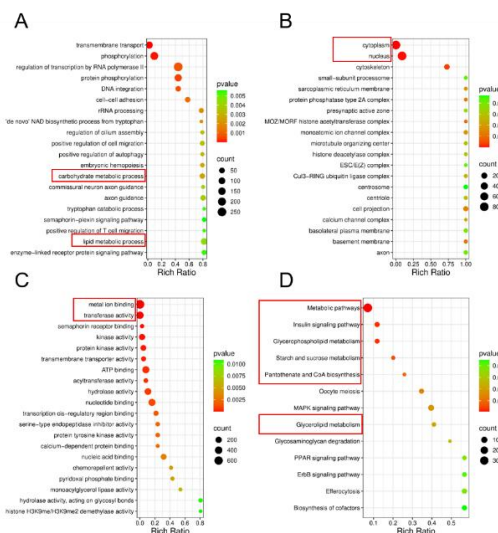 A
transmembrane transport
phosphorylation
regulation of transcription by RNA polymerase II
protein phosphorylation
DNA integration
cell-cell adhesion
rRNA processing
'de novo' NAD biosynthetic process from tryptophan
regulation of cilium assembly
positive regulation of cell migration
positive regulation of autophagy
embryonic hemopoiesis
carbohydrate metabolic process
commissural neuron axon guidance
axon guidance
tryptophan catabolic process
semaphorin-plexin signaling pathway
positive regulation of T cell migration
lipid metabolic process
enzyme-linked receptor protein signaling pathway
0.0 0.2 0.4 0.6 0.8
Rich Ratio
pvalue
0.005
0.004
0.003
0.002
0.001
count
50
100
150
200
250
B
cytoplasm
nucleus
cytoskeleton
small-subunit processome
sarcoplasmic reticulum membrane
protein phosphatase type 2A complex
presynaptic active zone
MOZ/MORF histone acetyltransferase complex
monoatomic ion channel complex
microtubule organizing center
histone deacetylase complex
ESC/E(Z) complex
Cul3-RING ubiquitin ligase complex
centrosome
centriole
cell projection
calcium channel complex
basolateral plasma membrane
basement membrane
axon
0.00 0.25 0.50 0.75 1.00
Rich Ratio
pvalue
count
C
metal ion binding
transferase activity
semaphorin receptor binding
kinase activity
protein kinase activity
transmembrane transporter activity
ATP binding
acyltransferase activity
hydrolase activity
nucleotide binding
transcription cis-regulatory region binding
serine-type endopeptidase inhibitor activity
protein tyrosine kinase activity
calcium-dependent protein binding
nucleic acid binding
chemorepellent activity
pyridoxal phosphate binding
monoacylglycerol lipase activity
hydrolase activity, acting on glycosyl bonds
histone H3K9me/H3K9me2 demethylase activity
0.0 0.2 0.4 0.6 0.8
Rich Ratio
pvalue
0.0100
0.0075
0.0050
0.0025
count
200
400
600
D
Metabolic pathways
Insulin signaling pathway
Glycerophospholipid metabolism
Starch and sucrose metabolism
Pantothenate and CoA biosynthesis
Oocyte meiosis
MAPK signaling pathway
Glycerolipid metabolism
Glycosaminoglycan degradation
PPAR signaling pathway
ErbB signaling pathway
Efferocytosis
Biosynthesis of cofactors
0.1 0.2 0.3 0.4 0.5
Rich Ratio
pvalue
count